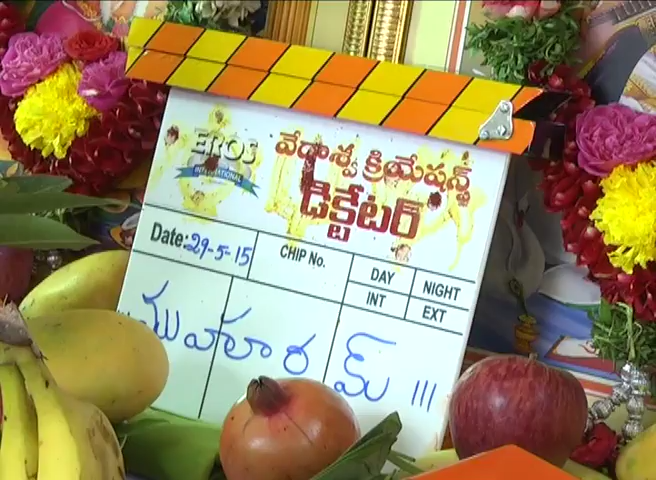 EROS
INTERNATIONAL
వేదాశ్వ క్రియేషన్స్
డిక్టేటర్
Date: 29-5-15
CHIP No.
DAY
NIGHT
INT
EXT
ముహూర్తమ్ !!!